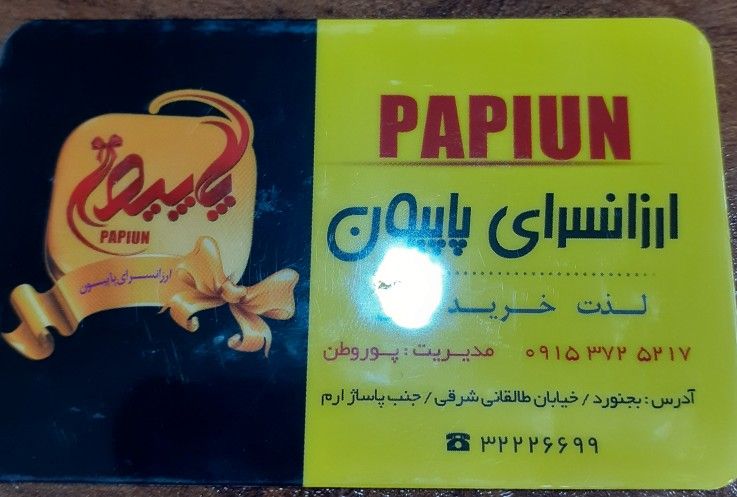 پاپیون
PAPIUN
ارزانسرای پاپیون
PAPIUN
ارزانسرای پاپیون
لذت خرید
مدیریت : پوروطن ۰۹۱۵ ۳۷۲ ۵۲۱۷
آدرس : بجنورد / خیابان طالقانی شرقی / جنب پاساژ ارم
☎ ۳۲۲۲۶۶۹۹